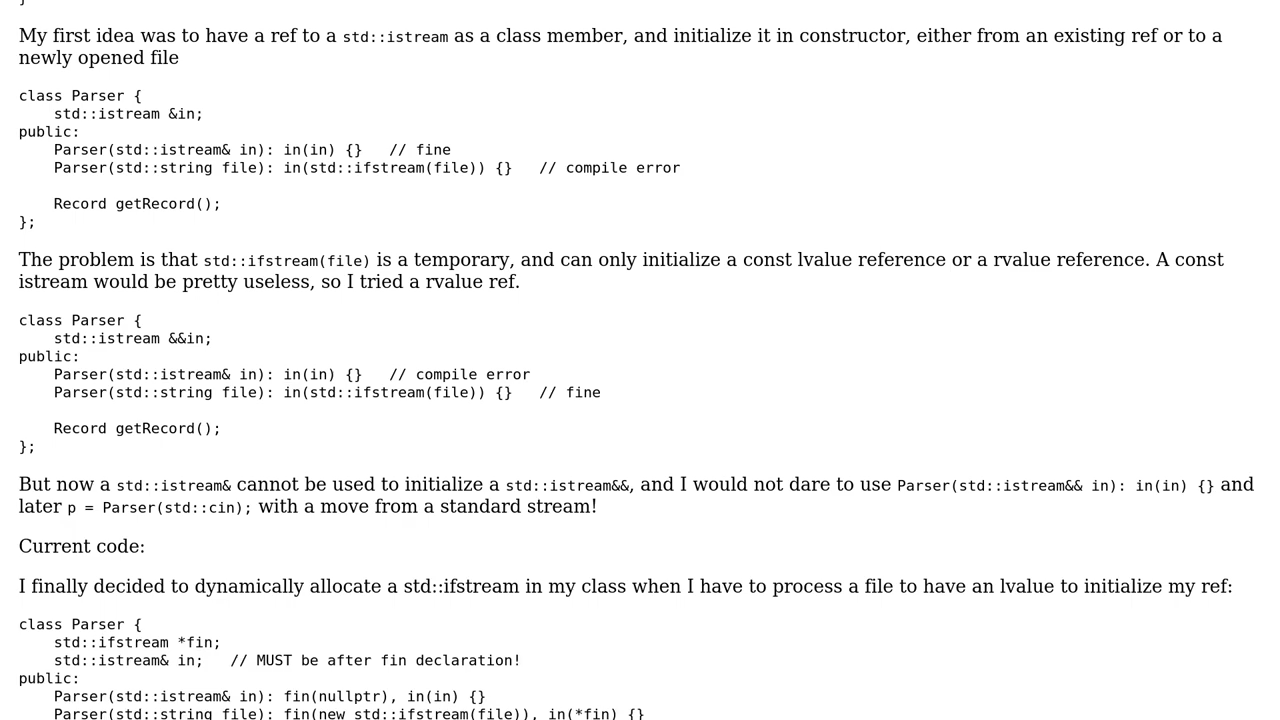 }
My first idea was to have a ref to a std::istream as a class member, and initialize it in constructor, either from an existing ref or to a
newly opened file
class Parser {
    std::istream &in;
public:
    Parser(std::istream& in): in(in) {}   // fine
    Parser(std::string file): in(std::ifstream(file)) {}   // compile error
    Record getRecord();
};
The problem is that std::ifstream(file) is a temporary, and can only initialize a const lvalue reference or a rvalue reference. A const
istream would be pretty useless, so I tried a rvalue ref.
class Parser {
    std::istream &&in;
public:
    Parser(std::istream& in): in(in) {}   // compile error
    Parser(std::string file): in(std::ifstream(file)) {}   // fine
    Record getRecord();
};
But now a std::istream& cannot be used to initialize a std::istream&&, and I would not dare to use Parser(std::istream&& in): in(in) {} and
later p = Parser(std::cin); with a move from a standard stream!
Current code:
I finally decided to dynamically allocate a std::ifstream in my class when I have to process a file to have an lvalue to initialize my ref:
class Parser {
    std::ifstream *fin;
    std::istream& in;   // MUST be after fin declaration!
public:
    Parser(std::istream& in): fin(nullptr), in(in) {}
    Parser(std::string file): fin(new std::ifstream(file)), in(*fin) {}